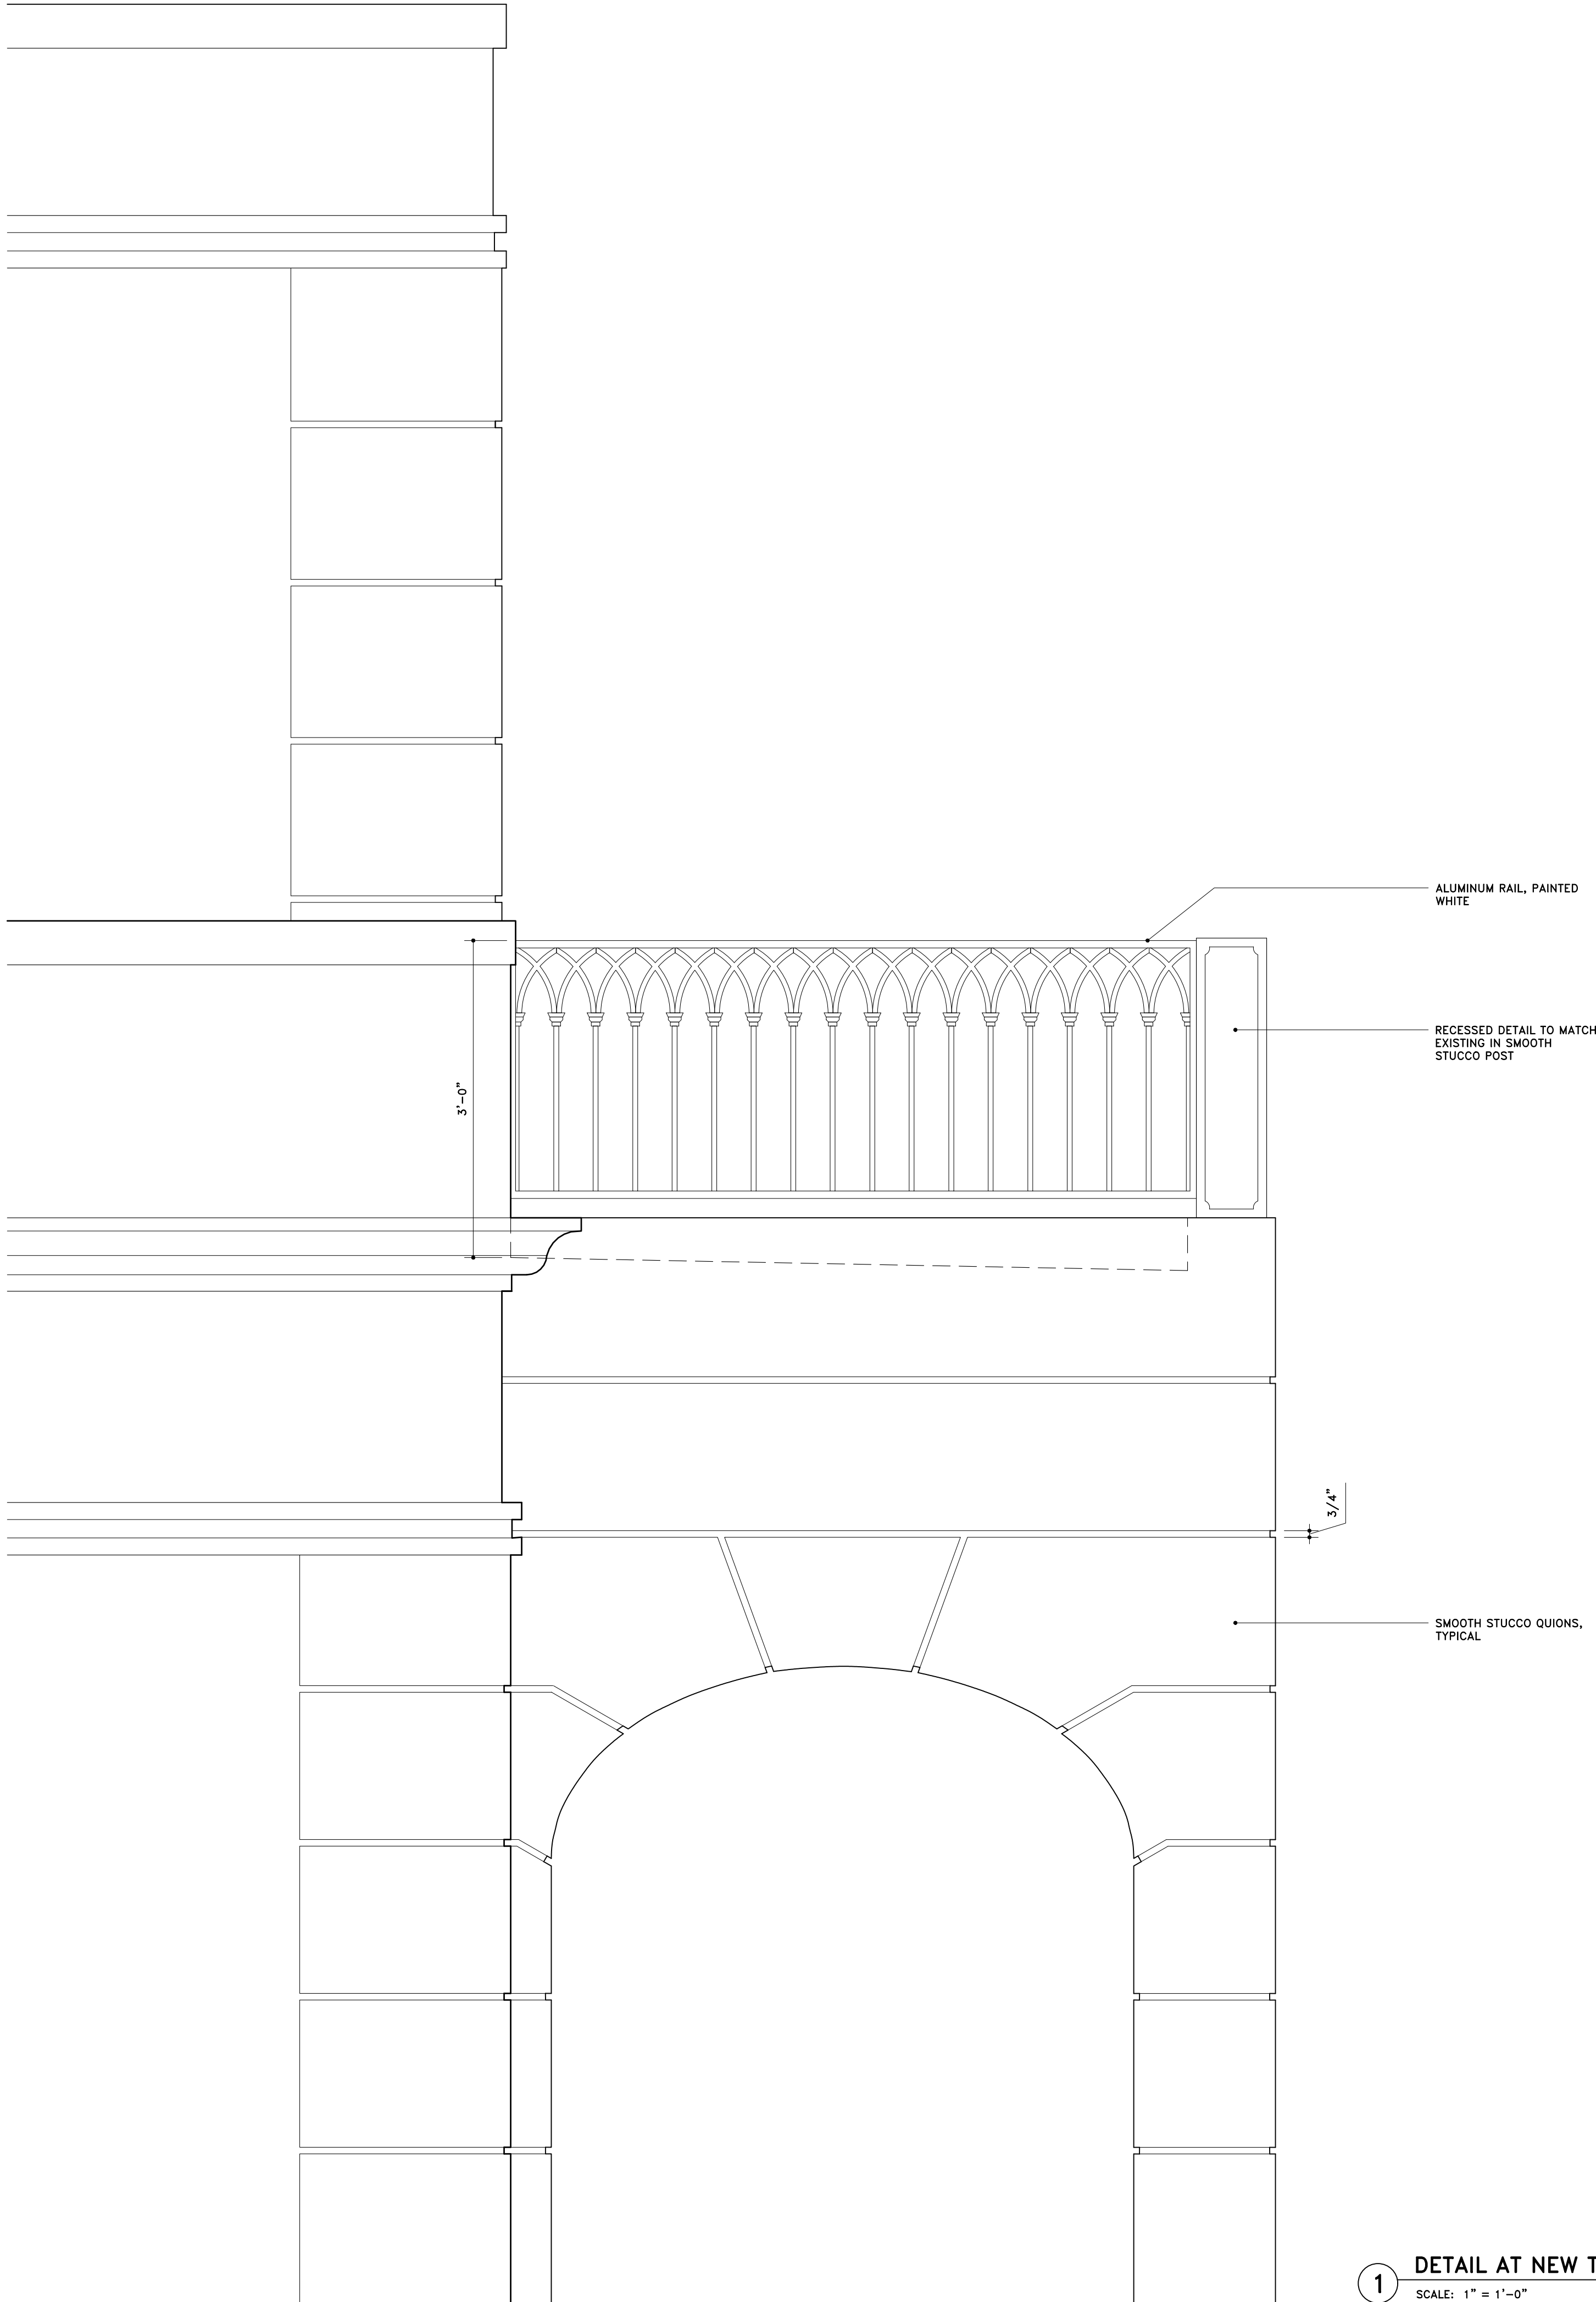 ALUMINUM RAIL, PAINTED
WHITE
3'-0"
RECESSED DETAIL TO MATCH
EXISTING IN SMOOTH
STUCCO POST
3/4"
SMOOTH STUCCO QUIONS,
TYPICAL
1
DETAIL AT NEW T
SCALE: 1" = 1'-0"